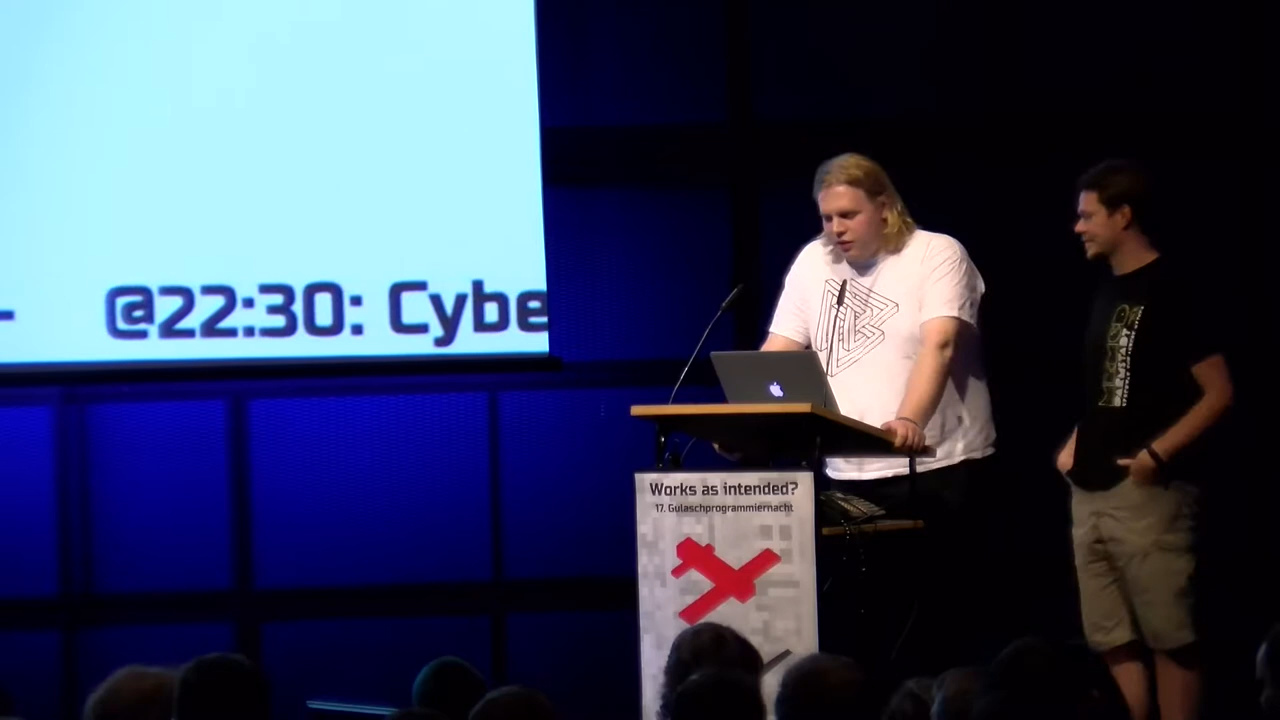 @22:30: Cybe
Works as intended?
17. Gulaschprogrammiernacht